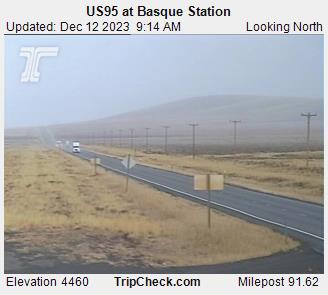 US95 at Basque Station
Updated: Dec 12 2023 9:14 AM Looking North
Elevation 4460 TripCheck.com Milepost 91.62